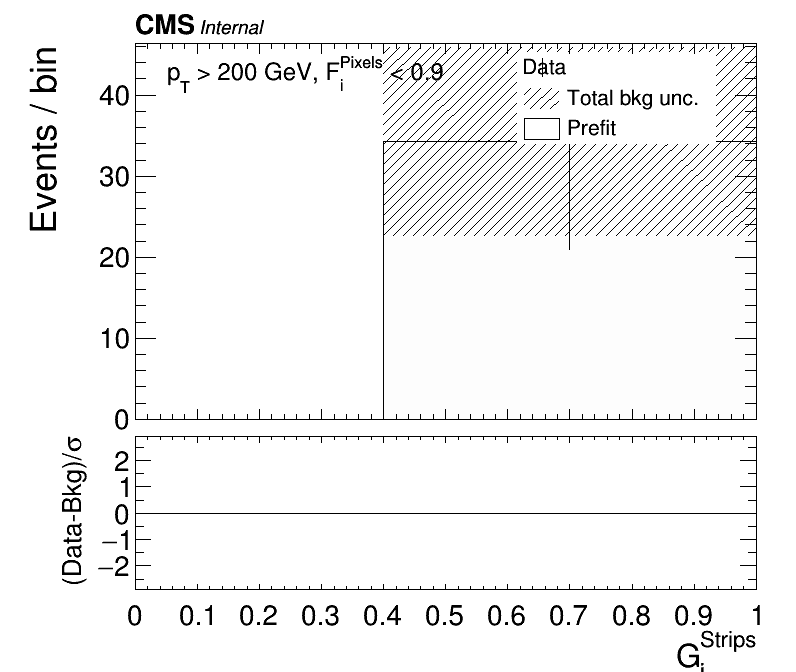 CMS Internal
Events / bin
p_T > 200 GeV, F_i^Pixels < 0.9
Data
Total bkg unc.
Prefit
40
30
20
10
0
(Data-Bkg)/σ
2
1
0
−1
−2
0 0.1 0.2 0.3 0.4 0.5 0.6 0.7 0.8 0.9 1
G_i^Strips